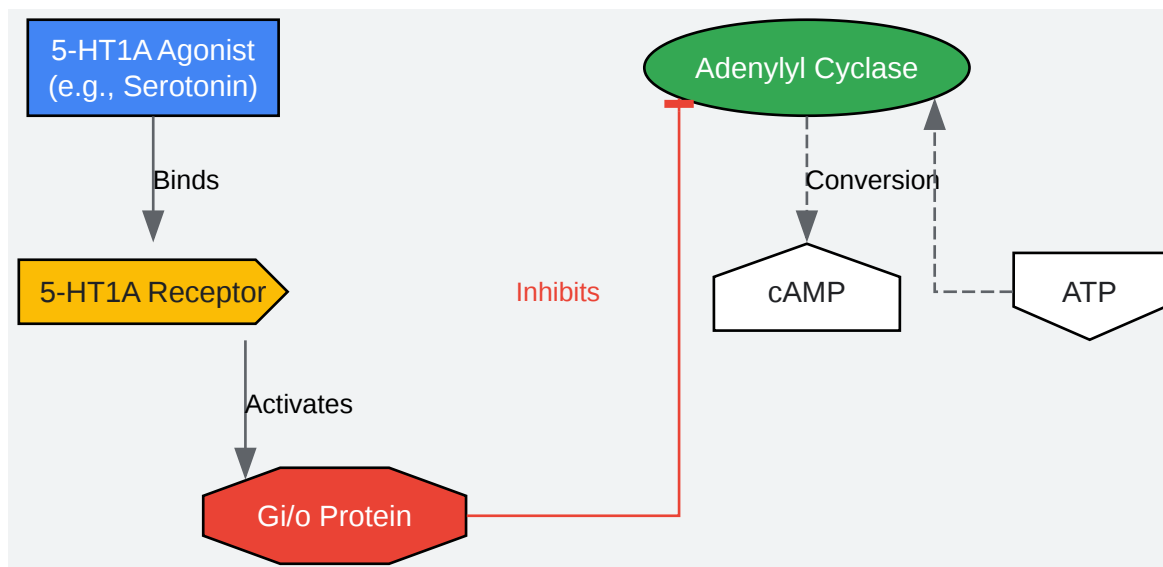 5-HT1A Agonist
(e.g., Serotonin)
Adenylyl Cyclase
Binds
Conversion
5-HT1A Receptor
Inhibits
cAMP
ATP
Activates
Gi/o Protein